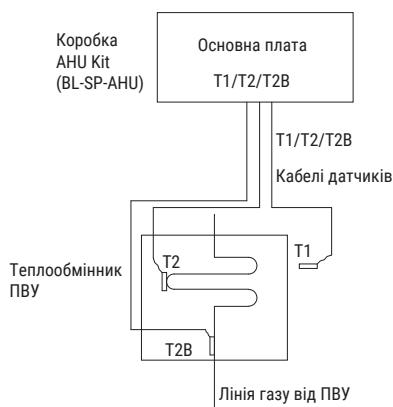 Коробка
AHU Kit
(BL-SP-AHU)
Основна плата
T1/T2/T2B
T1/T2/T2B
Кабелі датчиків
T1
T2
Теплообмінник
ПВУ
T2B
Лінія газу від ПВУ